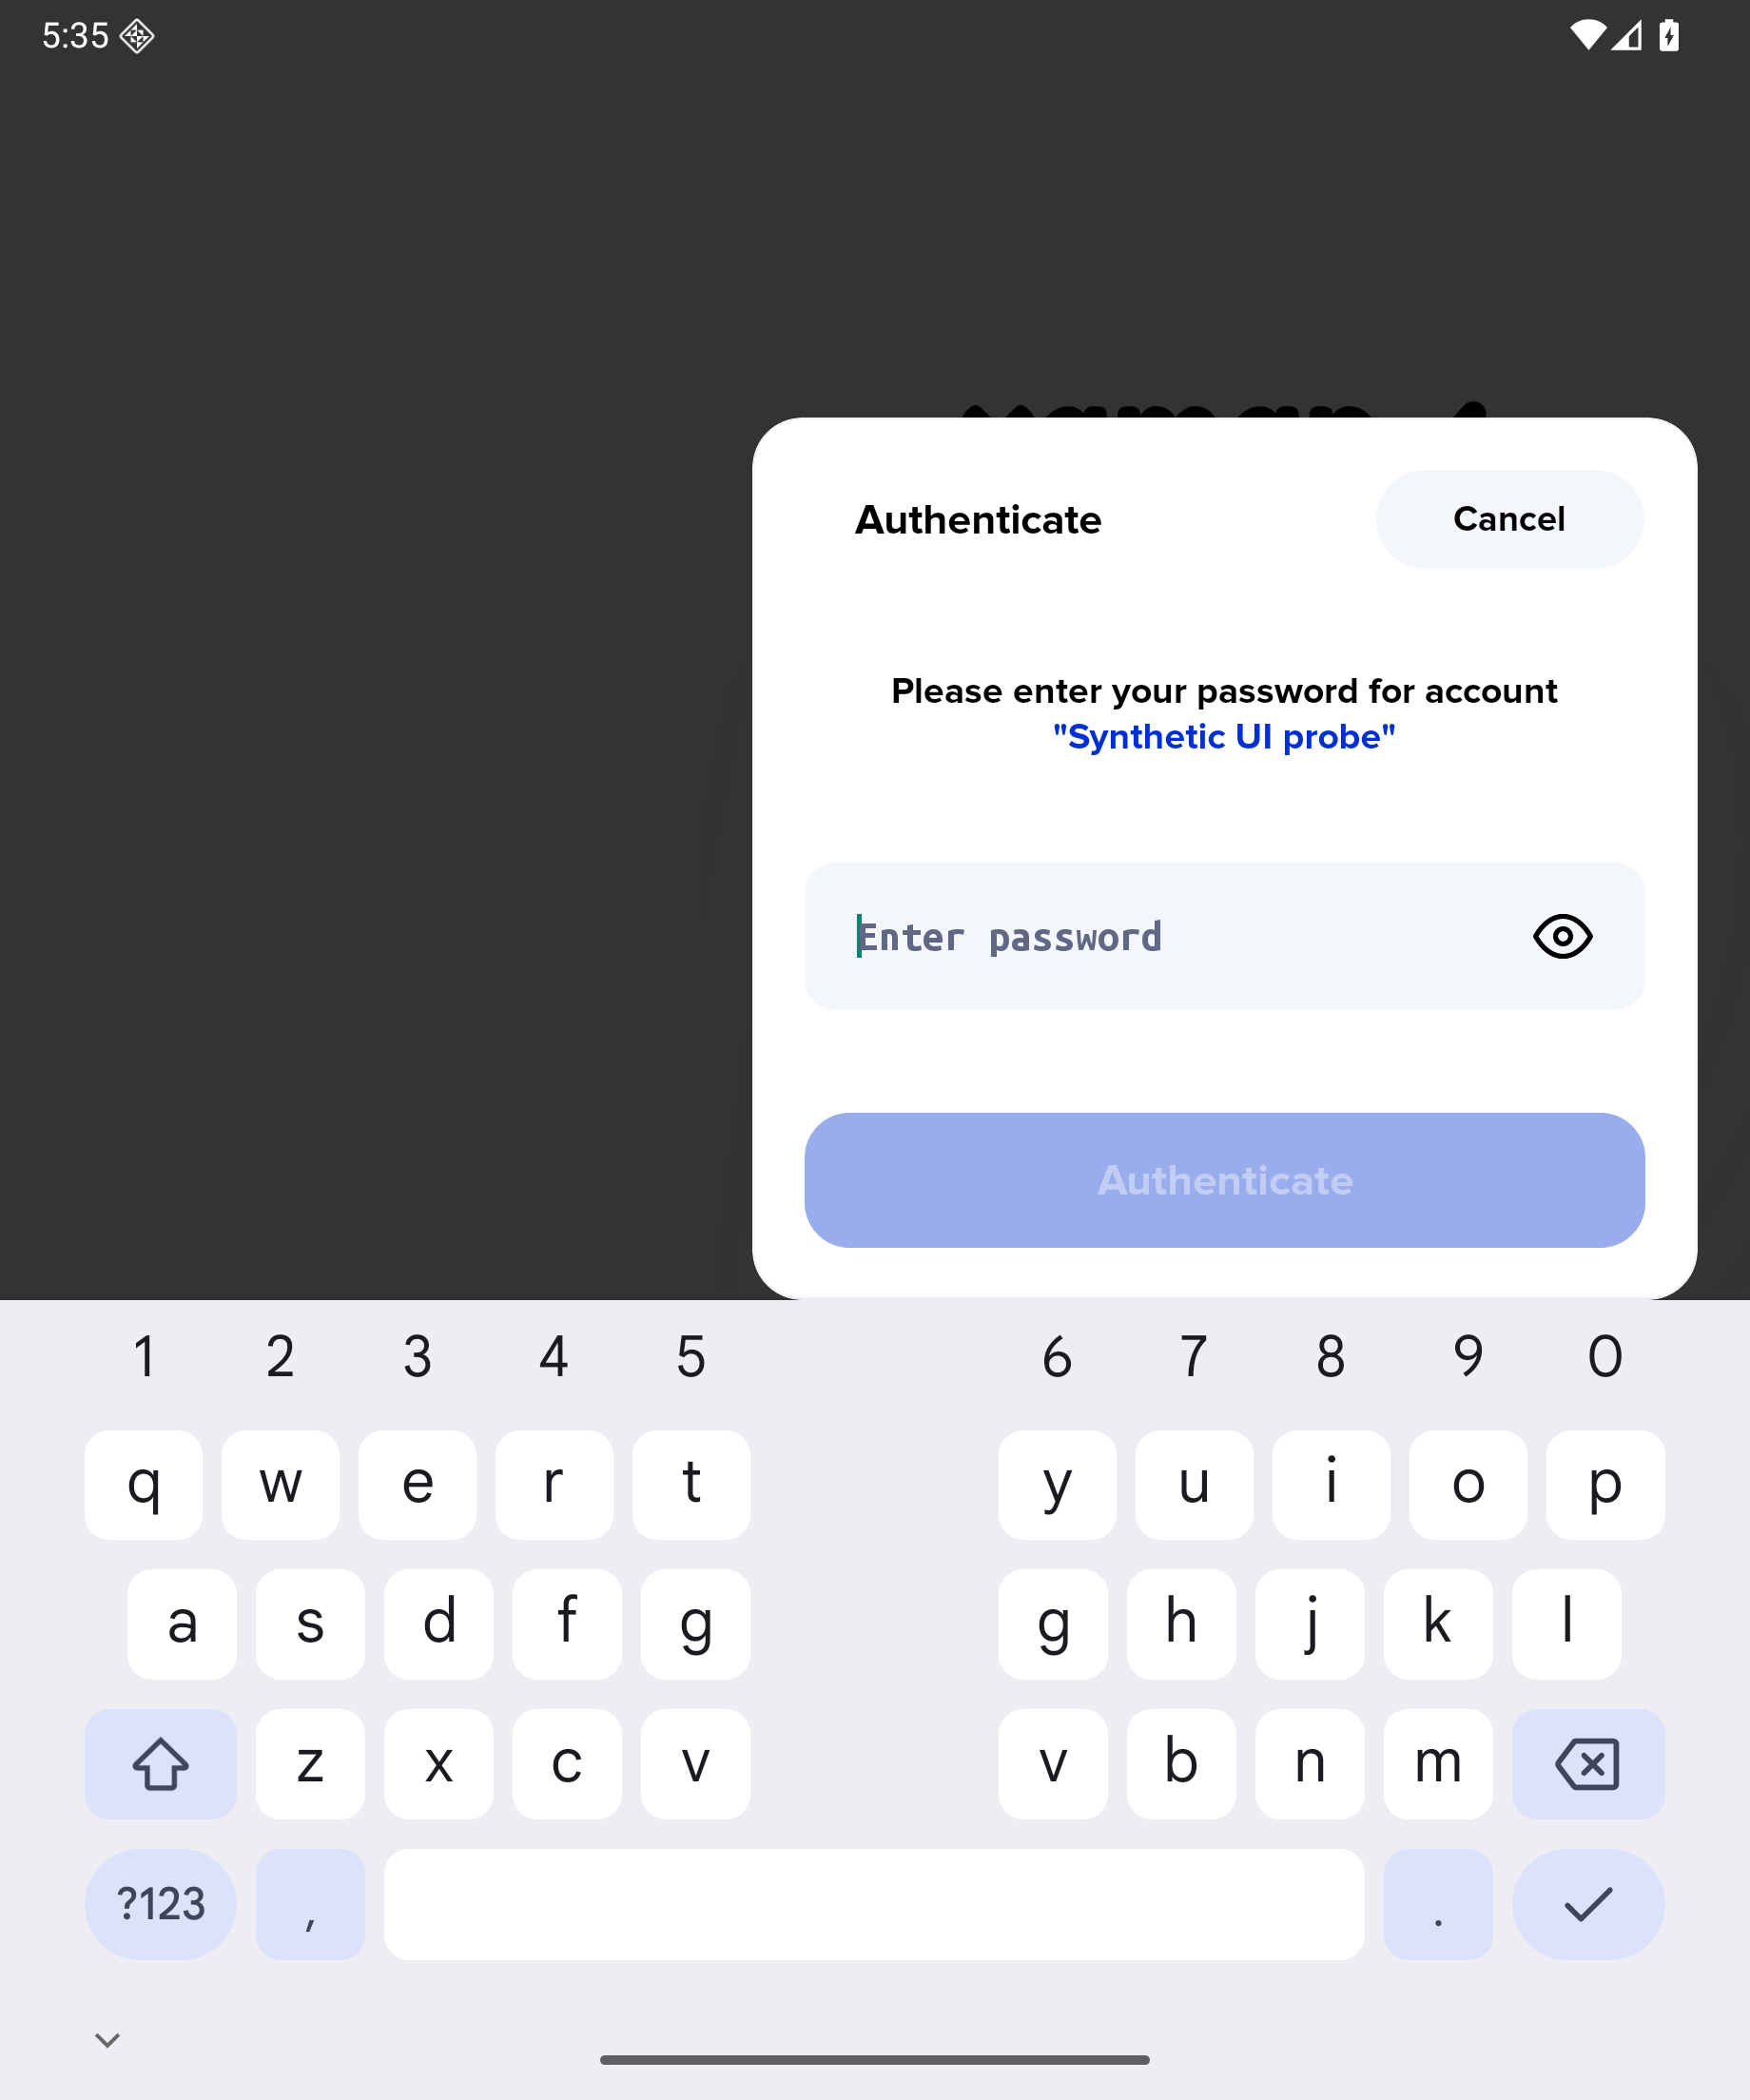 5:35
Authenticate
Cancel
Please enter your password for account
"Synthetic UI probe"
Enter password
Authenticate
1 2 3 4 5 6 7 8 9 0
q w e r t y u i o p
a s d f g g h j k l
z x c v v b n m
?123 , .